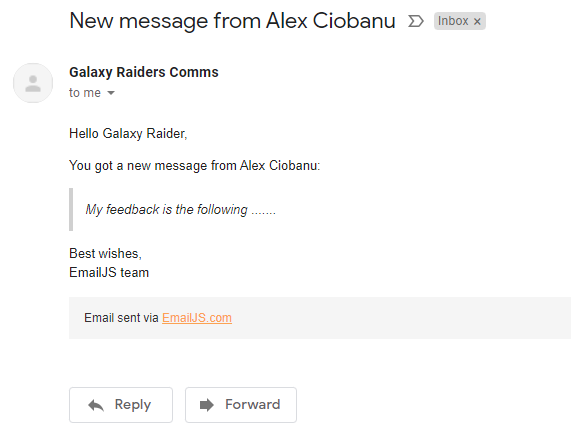 New message from Alex Ciobanu
Inbox x
Galaxy Raiders Comms
to me
Hello Galaxy Raider,
You got a new message from Alex Ciobanu:
My feedback is the following .......
Best wishes,
EmailJS team
Email sent via EmailJS.com
Reply
Forward